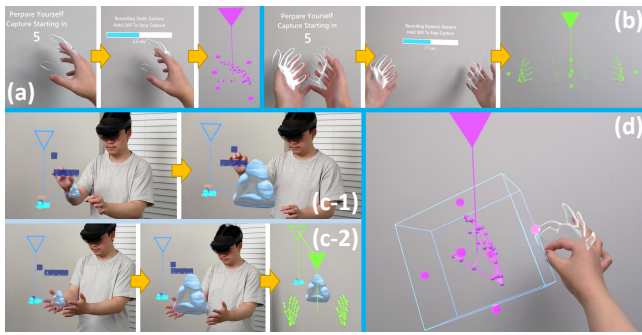 Perpare Yourself
Capture Starting in
5
Recording Static Gesture
Hold Still To Stop Capture
Perpare Yourself
Capture Starting in
5
Recording Dynamic Gesture
Hold Still To Stop Capture
(a)
(b)
(c-1)
(c-2)
(d)